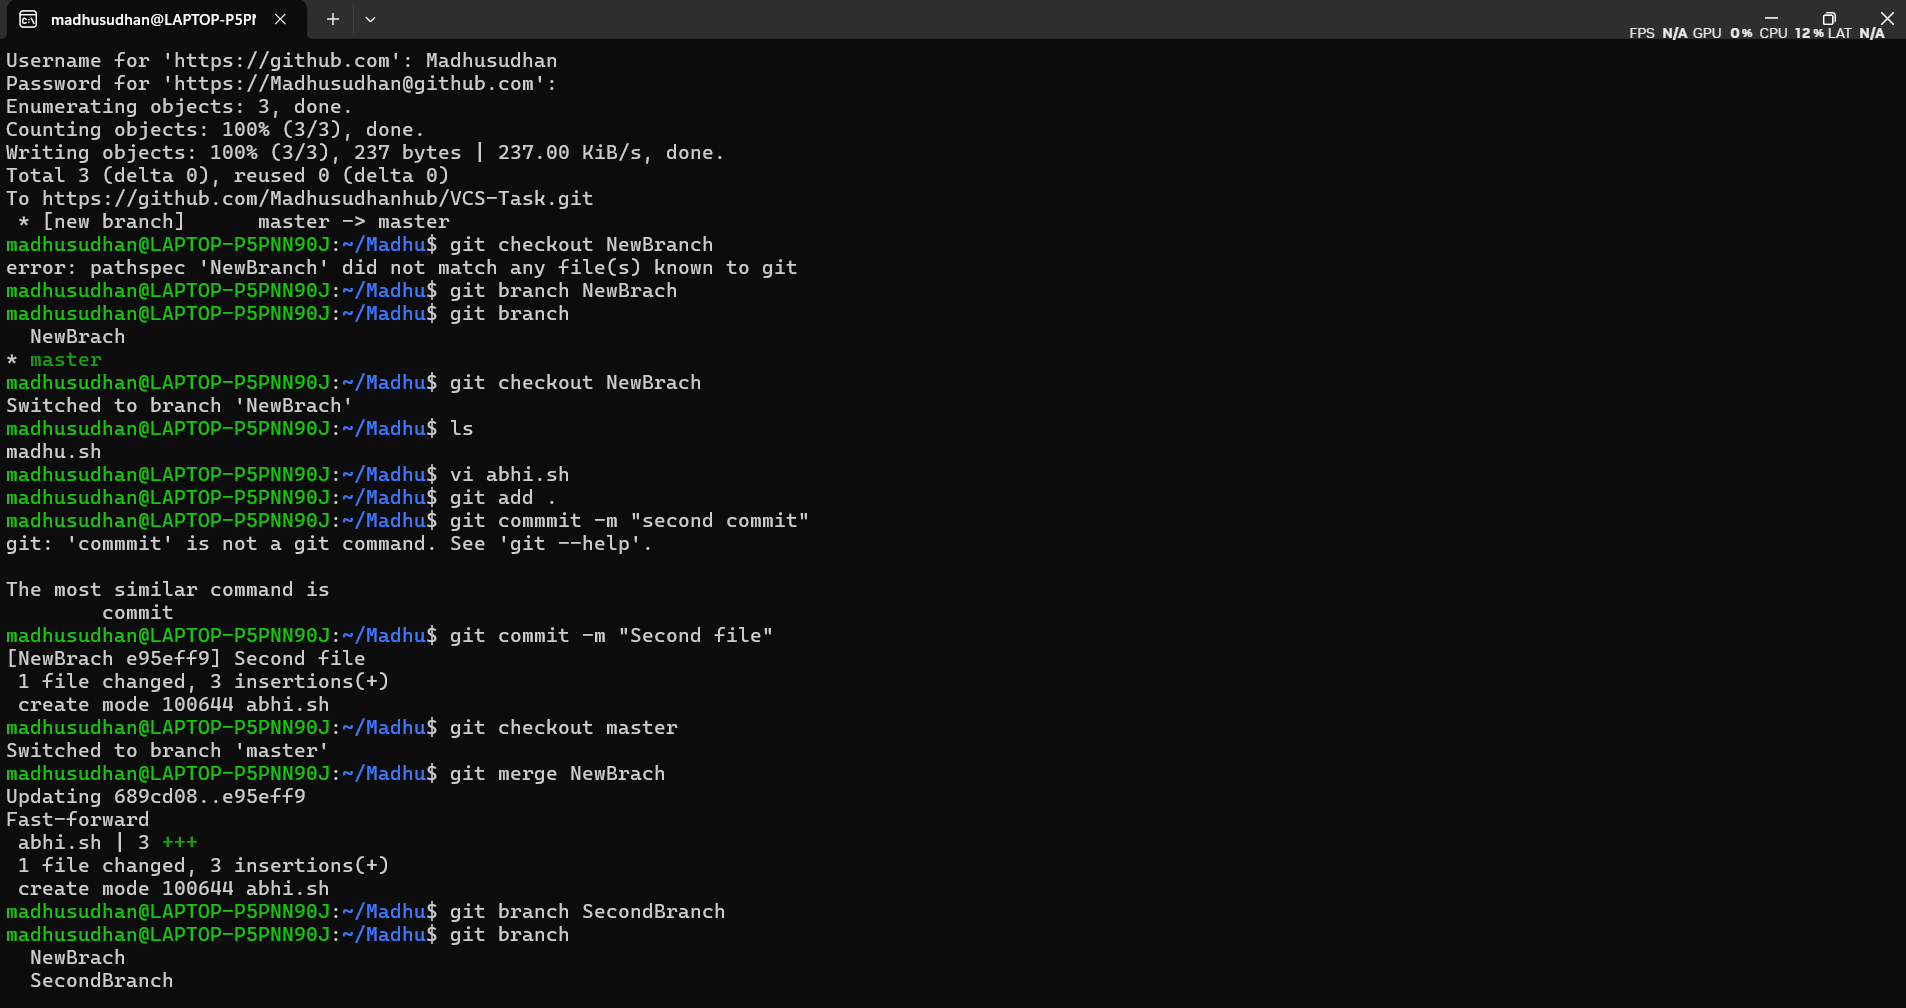 madhusudhan@LAPTOP-P5PN
FPS N/A GPU 0% CPU 12% LAT N/A
Username for 'https://github.com': Madhusudhan
Password for 'https://Madhusudhan@github.com':
Enumerating objects: 3, done.
Counting objects: 100% (3/3), done.
Writing objects: 100% (3/3), 237 bytes | 237.00 KiB/s, done.
Total 3 (delta 0), reused 0 (delta 0)
To https://github.com/Madhusudhanhub/VCS-Task.git
 * [new branch]      master -> master
madhusudhan@LAPTOP-P5PNN90J:~/Madhu$ git checkout NewBranch
error: pathspec 'NewBranch' did not match any file(s) known to git
madhusudhan@LAPTOP-P5PNN90J:~/Madhu$ git branch NewBrach
madhusudhan@LAPTOP-P5PNN90J:~/Madhu$ git branch
  NewBrach
* master
madhusudhan@LAPTOP-P5PNN90J:~/Madhu$ git checkout NewBrach
Switched to branch 'NewBrach'
madhusudhan@LAPTOP-P5PNN90J:~/Madhu$ ls
madhu.sh
madhusudhan@LAPTOP-P5PNN90J:~/Madhu$ vi abhi.sh
madhusudhan@LAPTOP-P5PNN90J:~/Madhu$ git add .
madhusudhan@LAPTOP-P5PNN90J:~/Madhu$ git commmit -m "second commit"
git: 'commmit' is not a git command. See 'git --help'.

The most similar command is
        commit
madhusudhan@LAPTOP-P5PNN90J:~/Madhu$ git commit -m "Second file"
[NewBrach e95eff9] Second file
 1 file changed, 3 insertions(+)
 create mode 100644 abhi.sh
madhusudhan@LAPTOP-P5PNN90J:~/Madhu$ git checkout master
Switched to branch 'master'
madhusudhan@LAPTOP-P5PNN90J:~/Madhu$ git merge NewBrach
Updating 689cd08..e95eff9
Fast-forward
 abhi.sh | 3 +++
 1 file changed, 3 insertions(+)
 create mode 100644 abhi.sh
madhusudhan@LAPTOP-P5PNN90J:~/Madhu$ git branch SecondBranch
madhusudhan@LAPTOP-P5PNN90J:~/Madhu$ git branch
  NewBrach
  SecondBranch